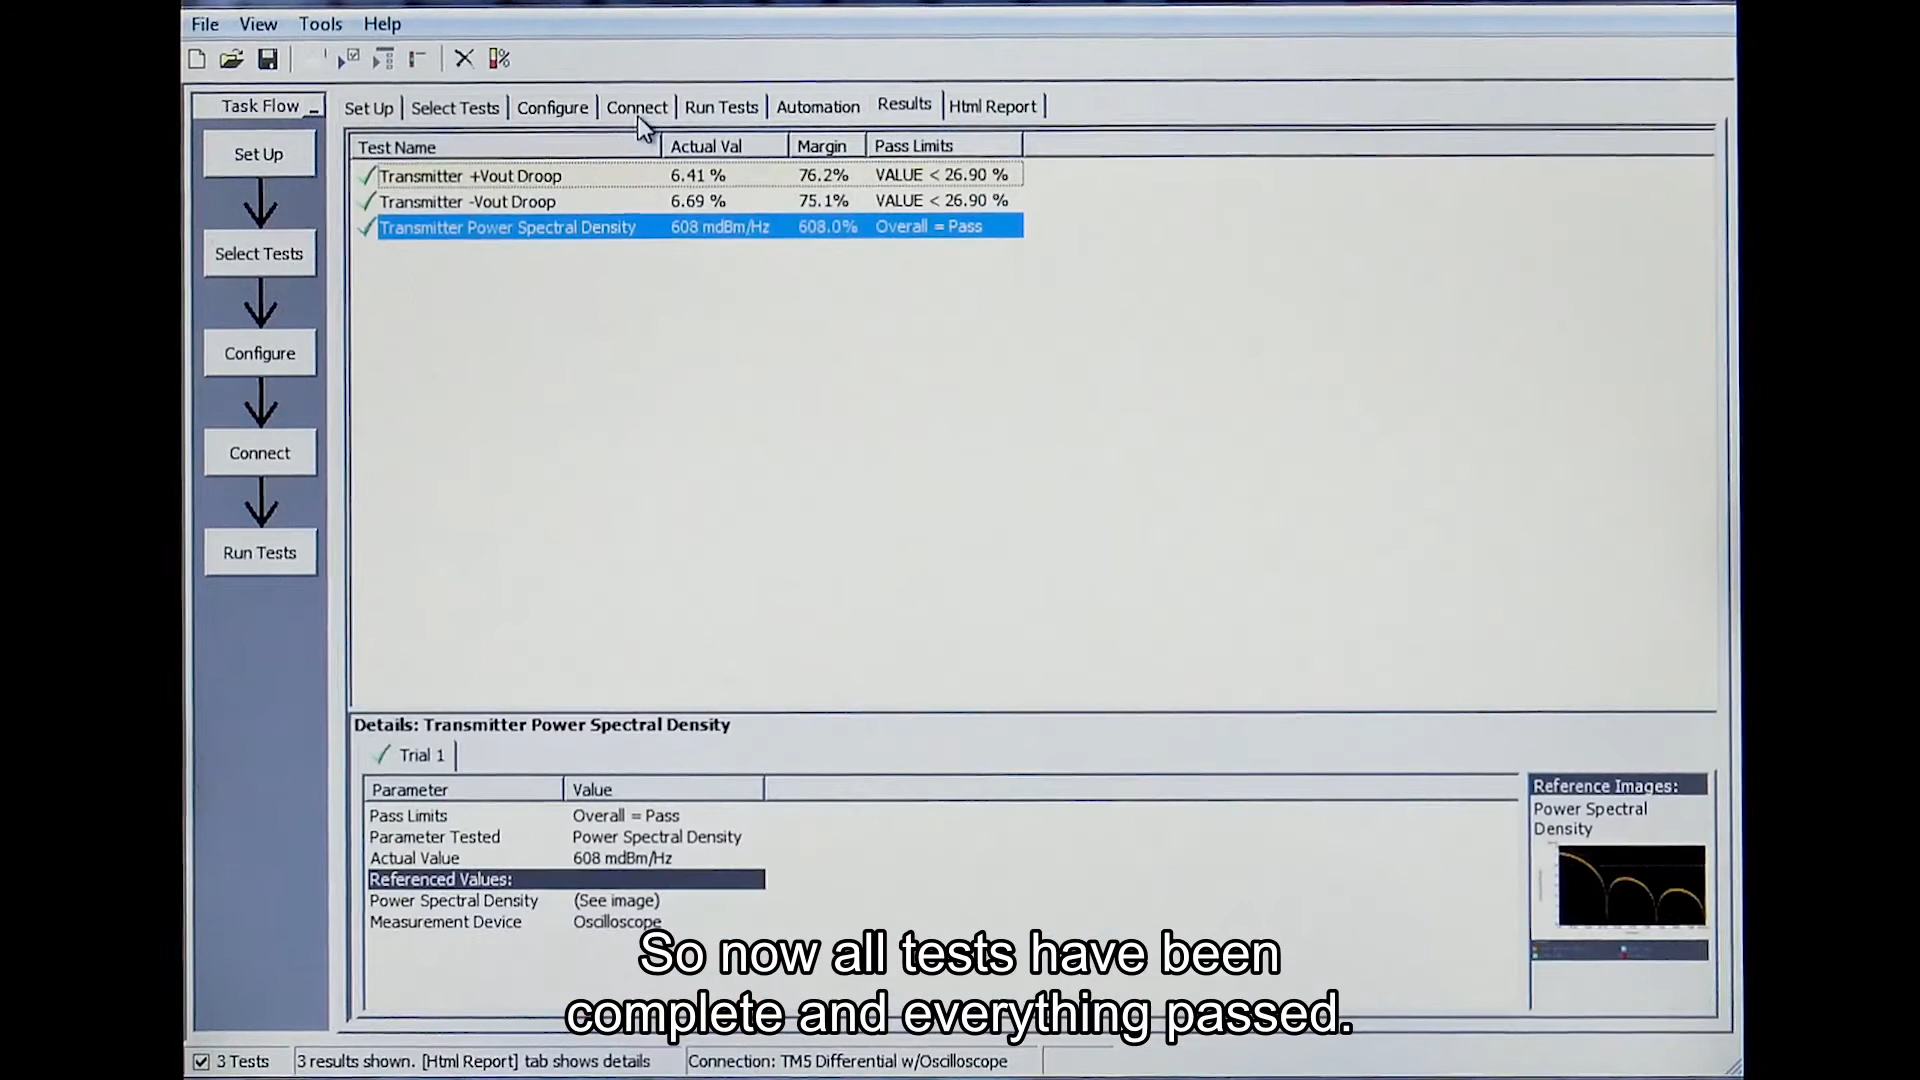 File View Tools Help
Task Flow
Set Up
Select Tests
Configure
Connect
Run Tests
Set Up Select Tests Configure Connect Run Tests Automation Results Html Report
Test Name Actual Val Margin Pass Limits
Transmitter +Vout Droop 6.41 % 76.2% VALUE < 26.90 %
Transmitter -Vout Droop 6.69 % 75.1% VALUE < 26.90 %
Transmitter Power Spectral Density 608 mdBm/Hz 608.0% Overall = Pass
Details: Transmitter Power Spectral Density
Trial 1
Parameter Value
Pass Limits Overall = Pass
Parameter Tested Power Spectral Density
Actual Value 608 mdBm/Hz
Referenced Values:
Power Spectral Density (See image)
Measurement Device Oscilloscope
Reference Images:
Power Spectral
Density
So now all tests have been
complete and everything passed.
3 Tests 3 results shown. [Html Report] tab shows details Connection: TM5 Differential w/Oscilloscope